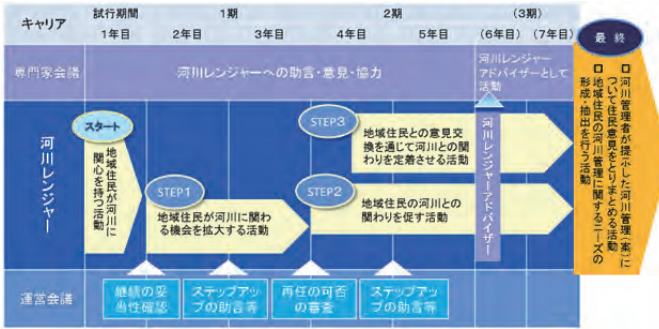 キャリア
試行期間
1年目
1期
2年目
3年目
2期
4年目
5年目
(3期)
(6年目)
(7年目)
最 終
専門家会議
河川レンジャーへの助言・意見・協力
河川レンジャー
アドバイザーとして
活動
河川レンジャー
スタート
地域住民が河川に
関心を持つ活動
STEP1
地域住民が河川に関わ
る機会を拡大する活動
STEP3
地域住民との意見交
換を通じて河川との関
わりを定着させる活動
STEP2
地域住民の河川との
関わりを促す活動
河川レンジャーアドバイザー
□ 河川管理者が提示した河川管理(案)に
ついて住民意見をとりまとめる活動
□ 地域住民の河川管理に関するニーズの
形成・抽出を行う活動
運営会議
継続の妥
当性確認
ステップアッ
プの助言等
再任の可否
の審査
ステップアッ
プの助言等